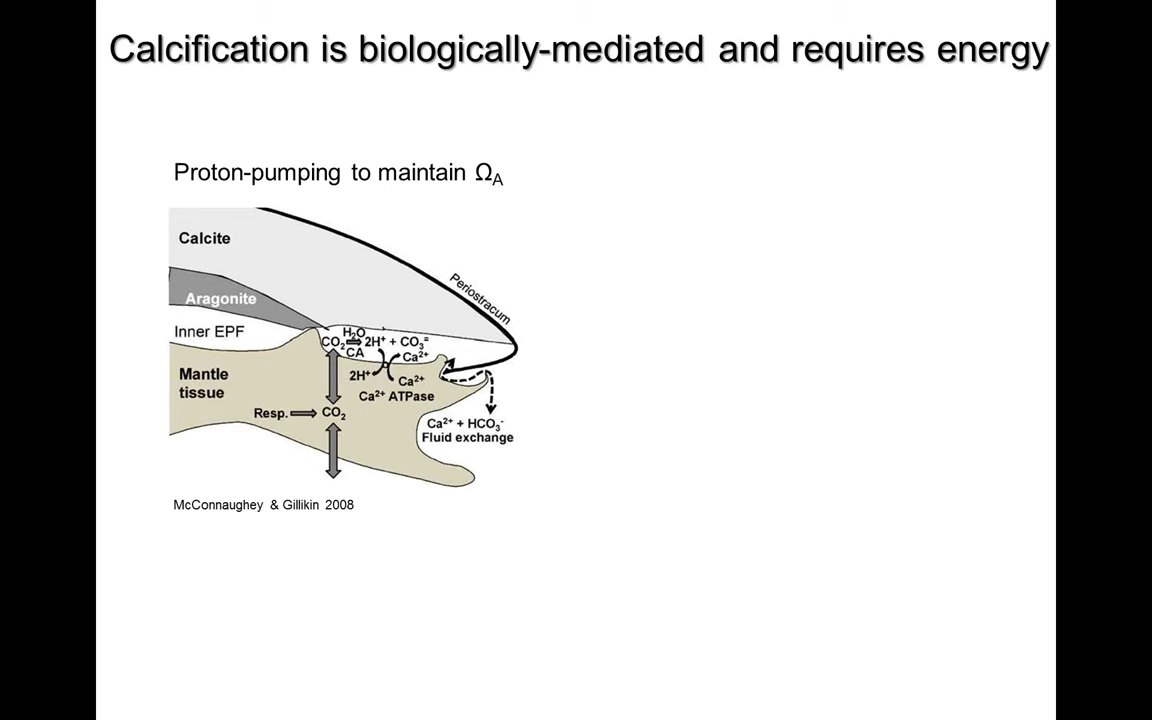 Calcification is biologically-mediated and requires energy
Proton-pumping to maintain Ω_A
Calcite
Periostracum
Aragonite
Inner EPF
H₂O
CO₂ ⇒ 2H⁺ + CO₃⁼
CA
Ca²⁺
Mantle
tissue
2H⁺
Ca²⁺
Ca²⁺ ATPase
Resp. ⇒ CO₂
Ca²⁺ + HCO₃⁻
Fluid exchange
McConnaughey & Gillikin 2008